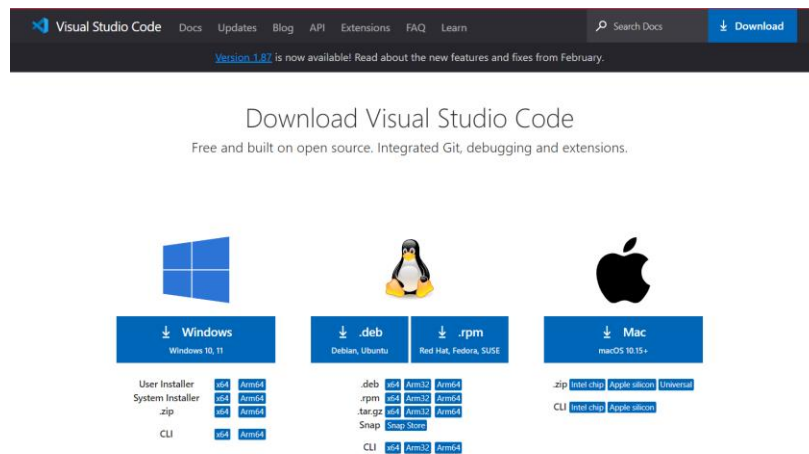 Visual Studio Code Docs Updates Blog API Extensions FAQ Learn Search Docs Download
Version 1.87 is now available! Read about the new features and fixes from February.
Download Visual Studio Code
Free and built on open source. Integrated Git, debugging and extensions.
Windows
Windows 10, 11
User Installer x64 Arm64
System Installer x64 Arm64
.zip x64 Arm64
CLI x64 Arm64
.deb
Debian, Ubuntu
.rpm
Red Hat, Fedora, SUSE
.deb x64 Arm32 Arm64
.rpm x64 Arm32 Arm64
.tar.gz x64 Arm32 Arm64
Snap Snap Store
CLI x64 Arm32 Arm64
Mac
macOS 10.15+
.zip Intel chip Apple silicon Universal
CLI Intel chip Apple silicon